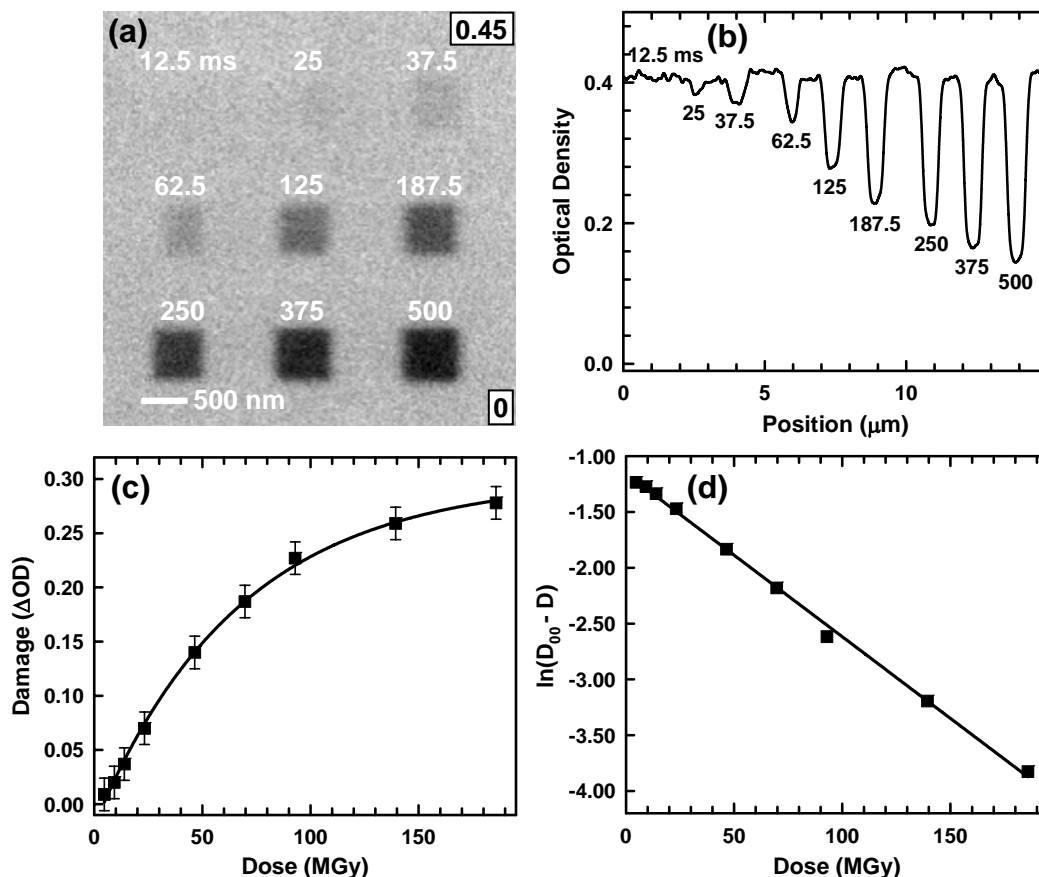 (a)
0.45
12.5 ms 25 37.5
62.5 125 187.5
250 375 500
500 nm
0
(b)
12.5 ms
25
37.5
62.5
125
187.5
250
375
500
0.4
0.2
0.0
0 5 10
Optical Density
Position (μm)
(c)
0.30
0.25
0.20
0.15
0.10
0.05
0.00
0 50 100 150
Damage (ΔOD)
Dose (MGy)
(d)
-1.00
-1.50
-2.00
-2.50
-3.00
-3.50
-4.00
0 50 100 150
ln(D00 - D)
Dose (MGy)